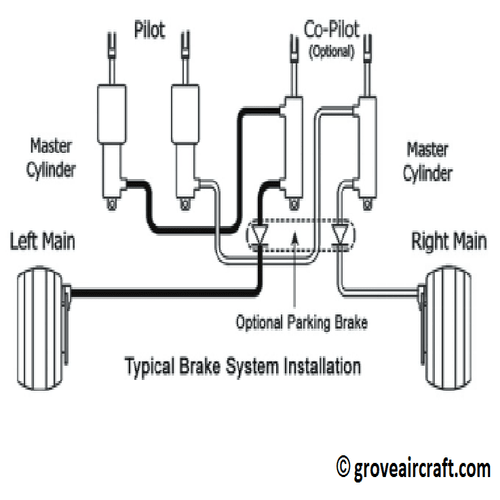 Pilot
Co-Pilot
(Optional)
Master
Cylinder
Master
Cylinder
Left Main
Right Main
Optional Parking Brake
Typical Brake System Installation
© groveaircraft.com